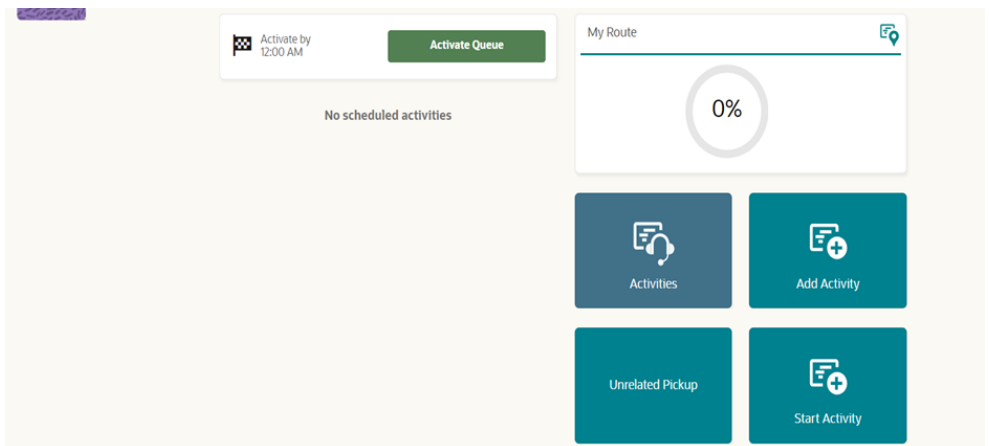 Activate by
12:00 AM
Activate Queue
No scheduled activities
My Route
0%
Activities
Add Activity
Unrelated Pickup
Start Activity